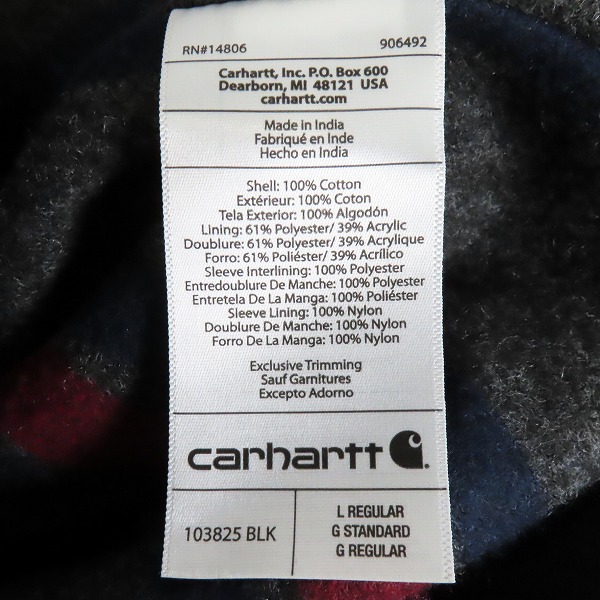 RN#14806 906492
Carhartt, Inc. P.O. Box 600
Dearborn, MI 48121 USA
carhartt.com
Made in India
Fabriqué en Inde
Hecho en India
Shell: 100% Cotton
Extérieur: 100% Coton
Tela Exterior: 100% Algodón
Lining: 61% Polyester/ 39% Acrylic
Doublure: 61% Polyester/ 39% Acrylique
Forro: 61% Poliéster/ 39% Acrílico
Sleeve Interlining: 100% Polyester
Entredoublure De Manche: 100% Polyester
Entretela De La Manga: 100% Poliéster
Sleeve Lining: 100% Nylon
Doublure De Manche: 100% Nylon
Forro De La Manga: 100% Nylon
Exclusive Trimming
Sauf Garnitures
Excepto Adorno
carhartt
103825 BLK
L REGULAR
G STANDARD
G REGULAR